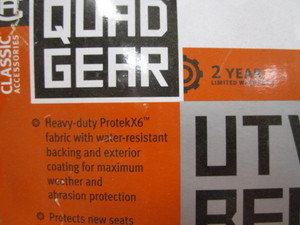 CLASSIC
ACCESSORIES
QUAD
GEAR
2 YEAR
LIMITED
Heavy-duty ProtekX6™
fabric with water-resistant
backing and exterior
coating for maximum
weather and
abrasion protection
Protects new seats
UTV